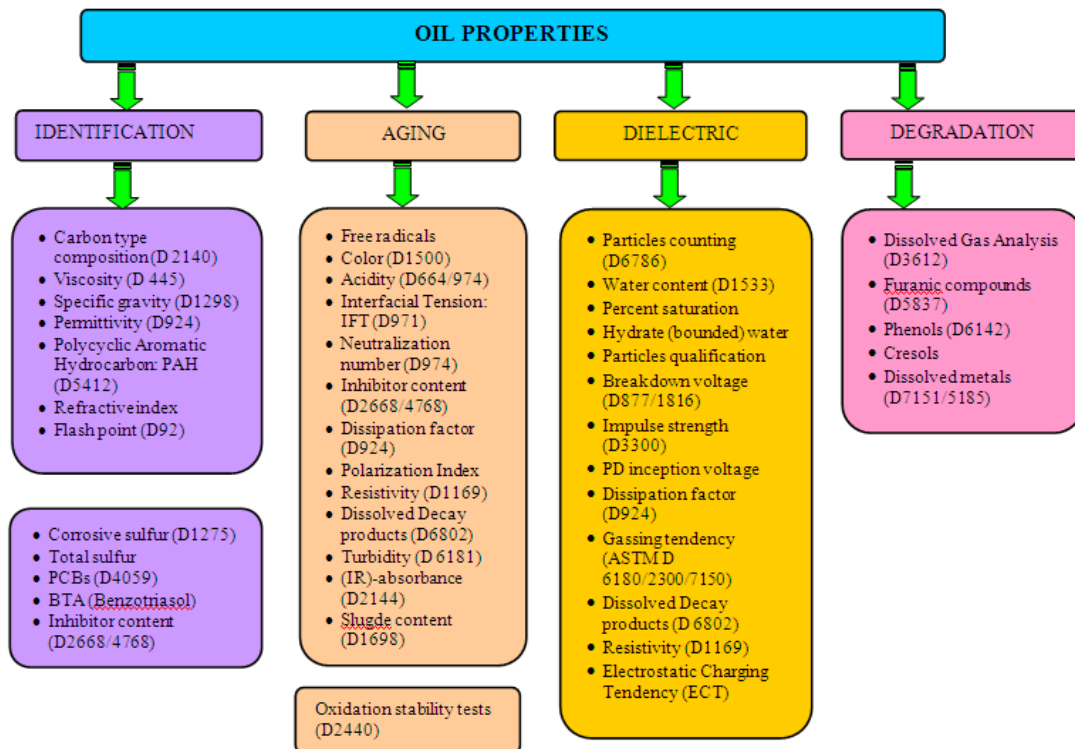 OIL PROPERTIES
IDENTIFICATION
AGING
DIELECTRIC
DEGRADATION
• Carbon type
composition (D 2140)
• Viscosity (D 445)
• Specific gravity (D1298)
• Permittivity (D924)
• Polycyclic Aromatic
Hydrocarbon: PAH
(D5412)
• Refractive index
• Flash point (D92)
• Corrosive sulfur (D1275)
• Total sulfur
• PCBs (D4059)
• BTA (Benzotriasol)
• Inhibitor content
(D2668/4768)
• Free radicals
• Color (D1500)
• Acidity (D664/974)
• Interfacial Tension:
IFT (D971)
• Neutralization
number (D974)
• Inhibitor content
(D2668/4768)
• Dissipation factor
(D924)
• Polarization Index
• Resistivity (D1169)
• Dissolved Decay
products (D6802)
• Turbidity (D 6181)
• (IR)-absorbance
(D2144)
• Slugde content
(D1698)
Oxidation stability tests
(D2440)
• Particles counting
(D6786)
• Water content (D1533)
• Percent saturation
• Hydrate (bounded) water
• Particles qualification
• Breakdown voltage
(D877/1816)
• Impulse strength
(D3300)
• PD inception voltage
• Dissipation factor
(D924)
• Gassing tendency
(ASTM D
6180/2300/7150)
• Dissolved Decay
products (D 6802)
• Resistivity (D1169)
• Electrostatic Charging
Tendency (ECT)
• Dissolved Gas Analysis
(D3612)
• Furanic compounds
(D5837)
• Phenols (D6142)
• Cresols
• Dissolved metals
(D7151/5185)